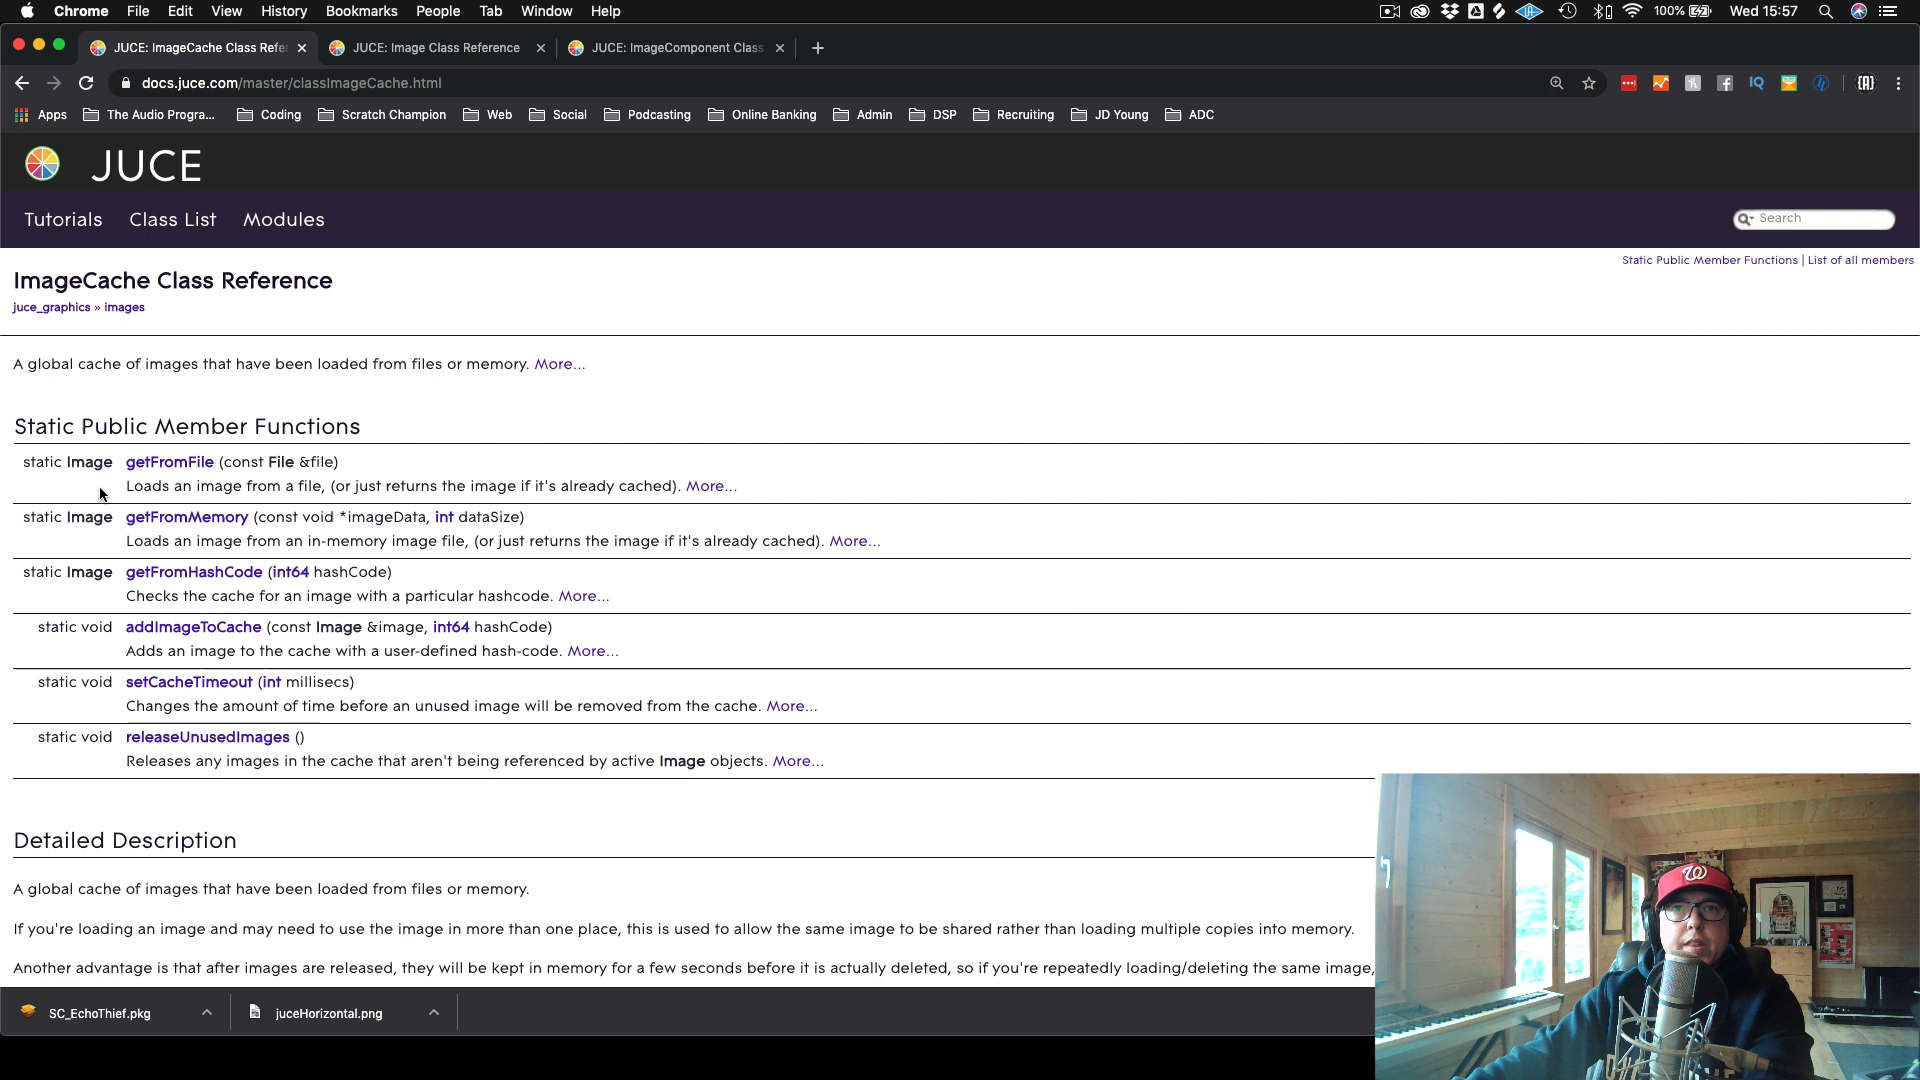 Chrome File Edit View History Bookmarks People Tab Window Help
100% Wed 15:57
JUCE: ImageCache Class Refer
JUCE: Image Class Reference
JUCE: ImageComponent Class
docs.juce.com/master/classImageCache.html
Apps The Audio Progra... Coding Scratch Champion Web Social Podcasting Online Banking Admin DSP Recruiting JD Young ADC
JUCE
Tutorials Class List Modules
Search
Static Public Member Functions | List of all members
ImageCache Class Reference
juce_graphics » images
A global cache of images that have been loaded from files or memory. More...
Static Public Member Functions
static Image getFromFile (const File &file)
Loads an image from a file, (or just returns the image if it's already cached). More...
static Image getFromMemory (const void *imageData, int dataSize)
Loads an image from an in-memory image file, (or just returns the image if it's already cached). More...
static Image getFromHashCode (int64 hashCode)
Checks the cache for an image with a particular hashcode. More...
static void addImageToCache (const Image &image, int64 hashCode)
Adds an image to the cache with a user-defined hash-code. More...
static void setCacheTimeout (int millisecs)
Changes the amount of time before an unused image will be removed from the cache. More...
static void releaseUnusedImages ()
Releases any images in the cache that aren't being referenced by active Image objects. More...
Detailed Description
A global cache of images that have been loaded from files or memory.
If you're loading an image and may need to use the image in more than one place, this is used to allow the same image to be shared rather than loading multiple copies into memory.
Another advantage is that after images are released, they will be kept in memory for a few seconds before it is actually deleted, so if you're repeatedly loading/deleting the same image,
SC_EchoThief.pkg
juceHorizontal.png
W